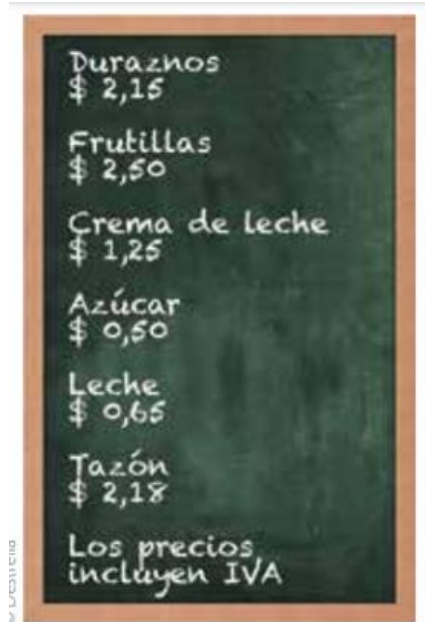 Duraznos
$ 2,15
Frutillas
$ 2,50
Crema de leche
$ 1,25
Azúcar
$ 0,50
Leche
$ 0,65
Tazón
$ 2,18
Los precios
incluyen IVA